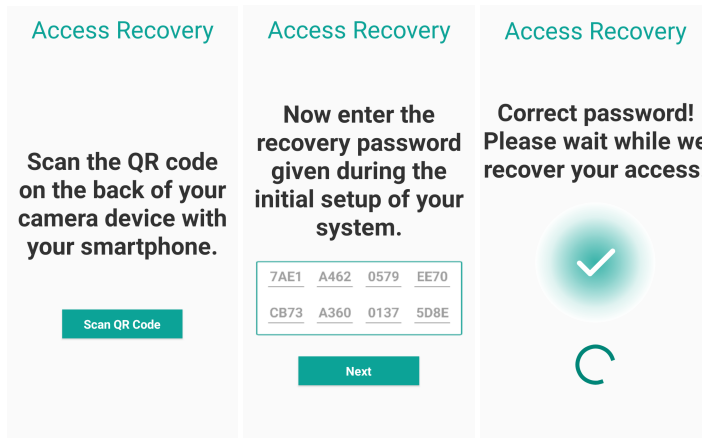 Access Recovery
Scan the QR code
on the back of your
camera device with
your smartphone.
Scan QR Code
Access Recovery
Now enter the
recovery password
given during the
initial setup of your
system.
7AE1 A462 0579 EE70
CB73 A360 0137 5D8E
Next
Access Recovery
Correct password!
Please wait while we
recover your access